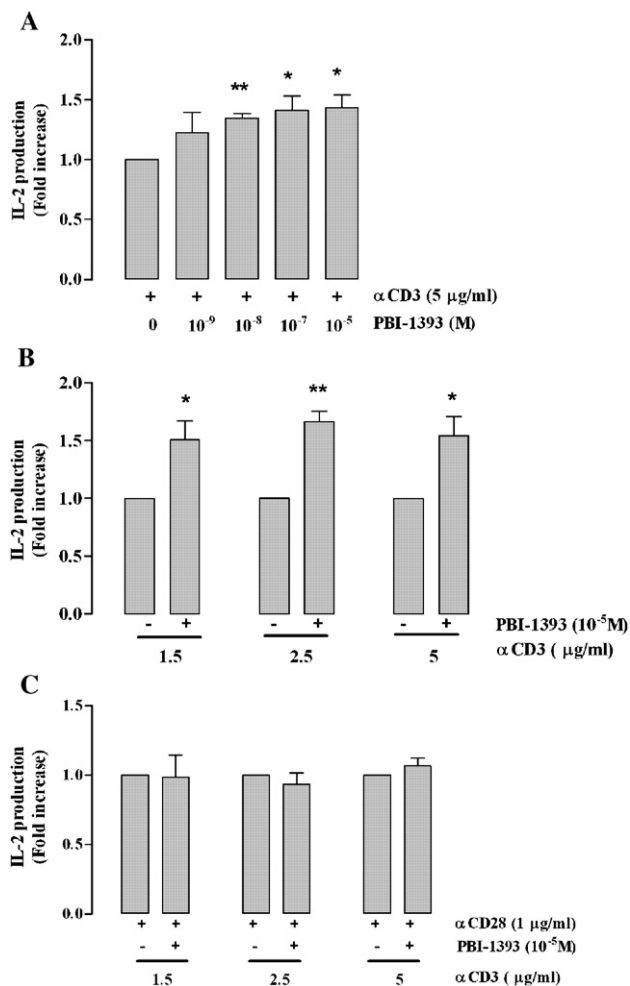 A
IL-2 production
(Fold increase)
2.0
1.5
1.0
0.5
0.0
** * *
+ + + + + αCD3 (5 μg/ml)
0 10⁻⁹ 10⁻⁸ 10⁻⁷ 10⁻⁵ PBI-1393 (M)
B
IL-2 production
(Fold increase)
2.0
1.5
1.0
0.5
0.0
* ** *
- + - + - + PBI-1393 (10⁻⁵M)
1.5 2.5 5 αCD3 ( μg/ml)
C
IL-2 production
(Fold increase)
1.5
1.0
0.5
0.0
+ + + + + + αCD28 (1 μg/ml)
- + - + - + PBI-1393 (10⁻⁵M)
1.5 2.5 5 αCD3 ( μg/ml)